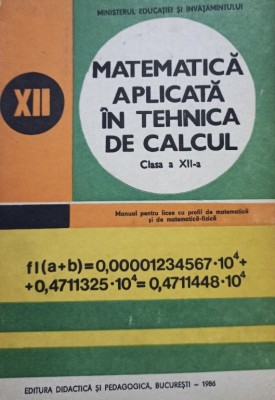 MINISTERUL EDUCAȚIEI ȘI ÎNVĂȚĂMÎNTULUI
XII
MATEMATICĂ
APLICATĂ
ÎN TEHNICA
DE CALCUL
Clasa a XII-a
Manual pentru licee cu profil de matematică
și de matematică-fizică
fl(a+b)=0,00001234567·10⁴+
+0,4711325·10⁴=0,4711448·10⁴
EDITURA DIDACTICĂ ȘI PEDAGOGICĂ, BUCUREȘTI – 1986